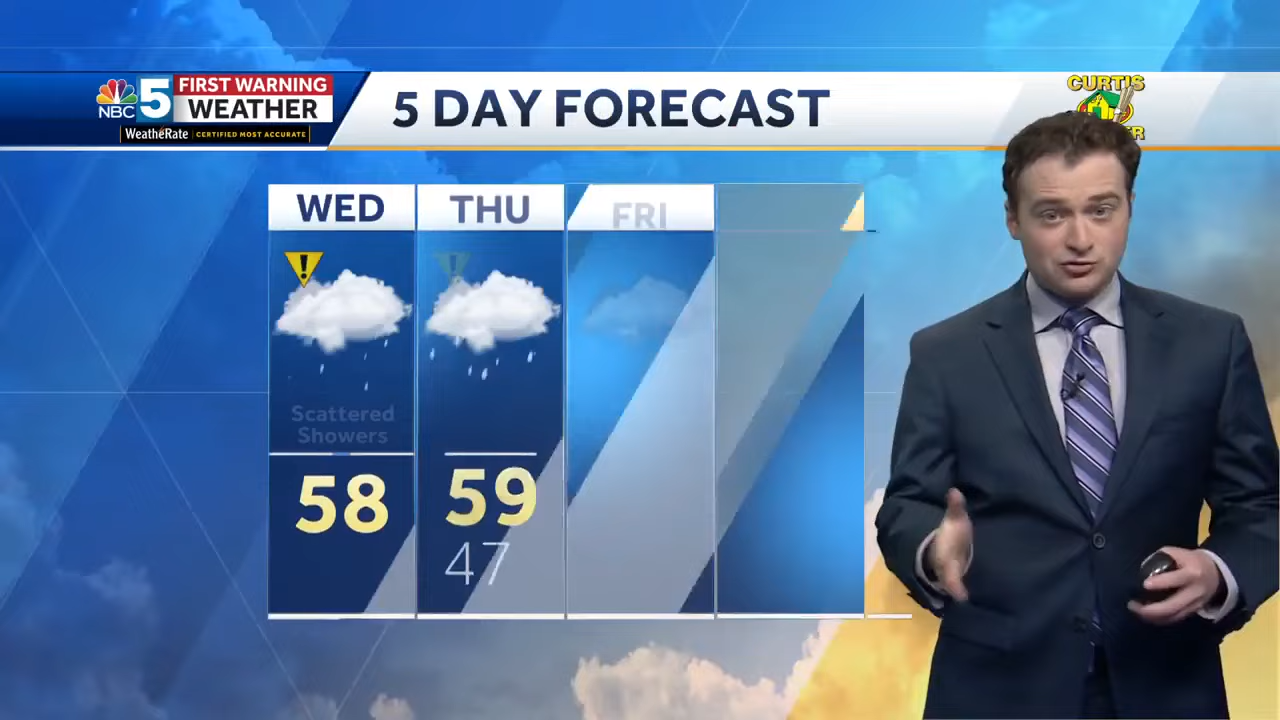 NBC 5 FIRST WARNING
WEATHER
WeatheRate CERTIFIED MOST ACCURATE
5 DAY FORECAST
CURTIS
WED THU FRI
!
!
Scattered
Showers
58
59
47